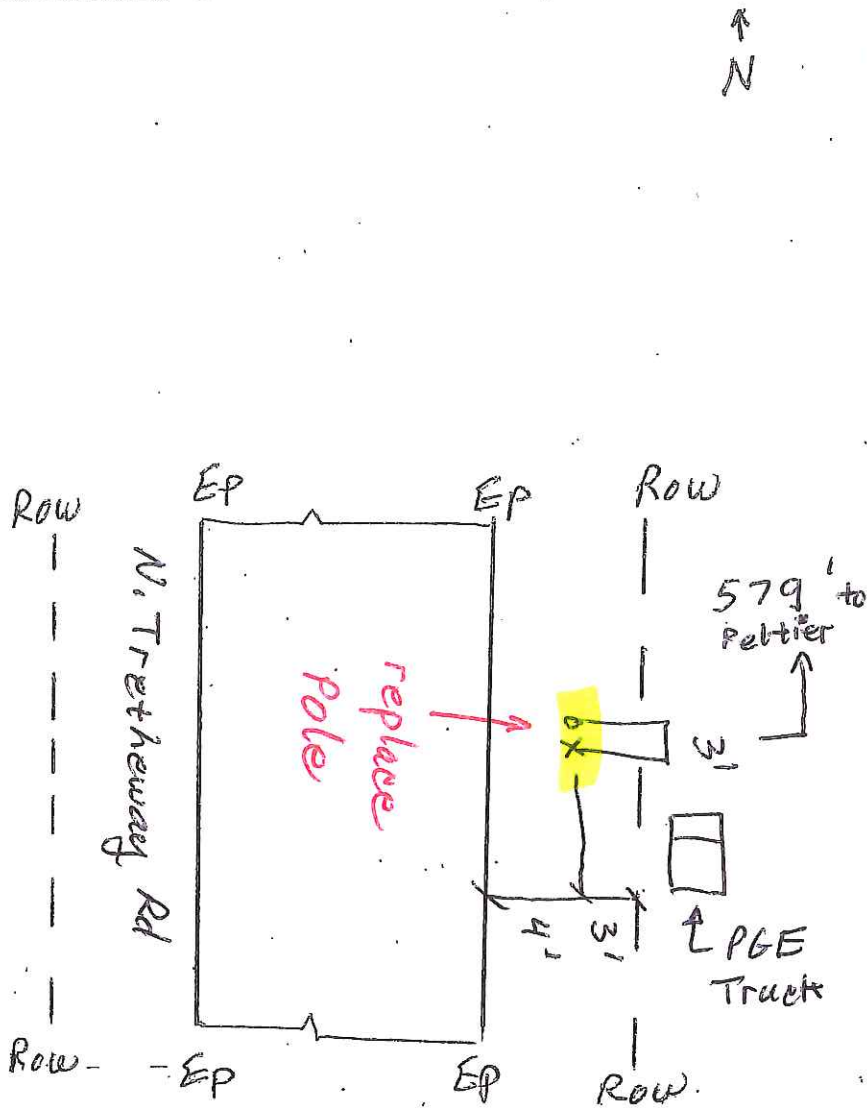 N
Row
Ep
Ep
Row
579' to
Peltier
N. Tretheway Rd
replace
Pole
o x
3'
4'
3'
PGE
Truck
Row
Ep
Ep
Row.